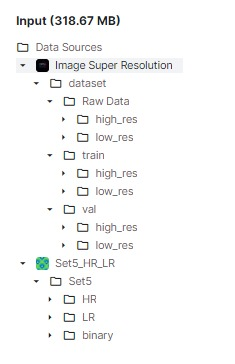 Input (318.67 MB)
Data Sources
Image Super Resolution
dataset
Raw Data
high_res
low_res
train
high_res
low_res
val
high_res
low_res
Set5_HR_LR
Set5
HR
LR
binary